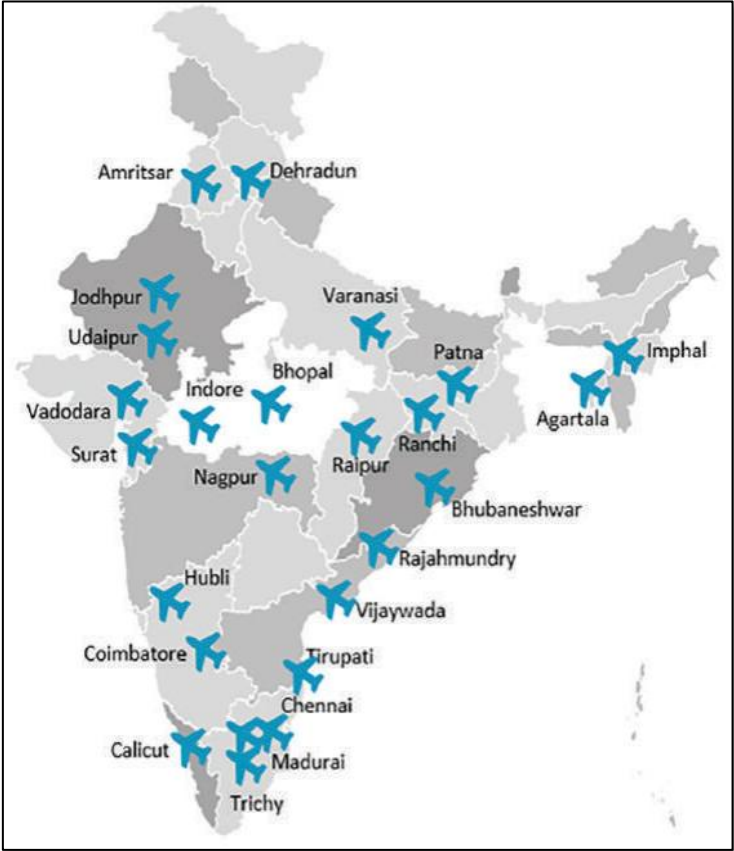 Amritsar
Dehradun
Jodhpur
Varanasi
Udaipur
Patna
Imphal
Bhopal
Indore
Vadodara
Agartala
Surat
Ranchi
Raipur
Nagpur
Bhubaneshwar
Rajahmundry
Hubli
Vijaywada
Coimbatore
Tirupati
Chennai
Calicut
Madurai
Trichy